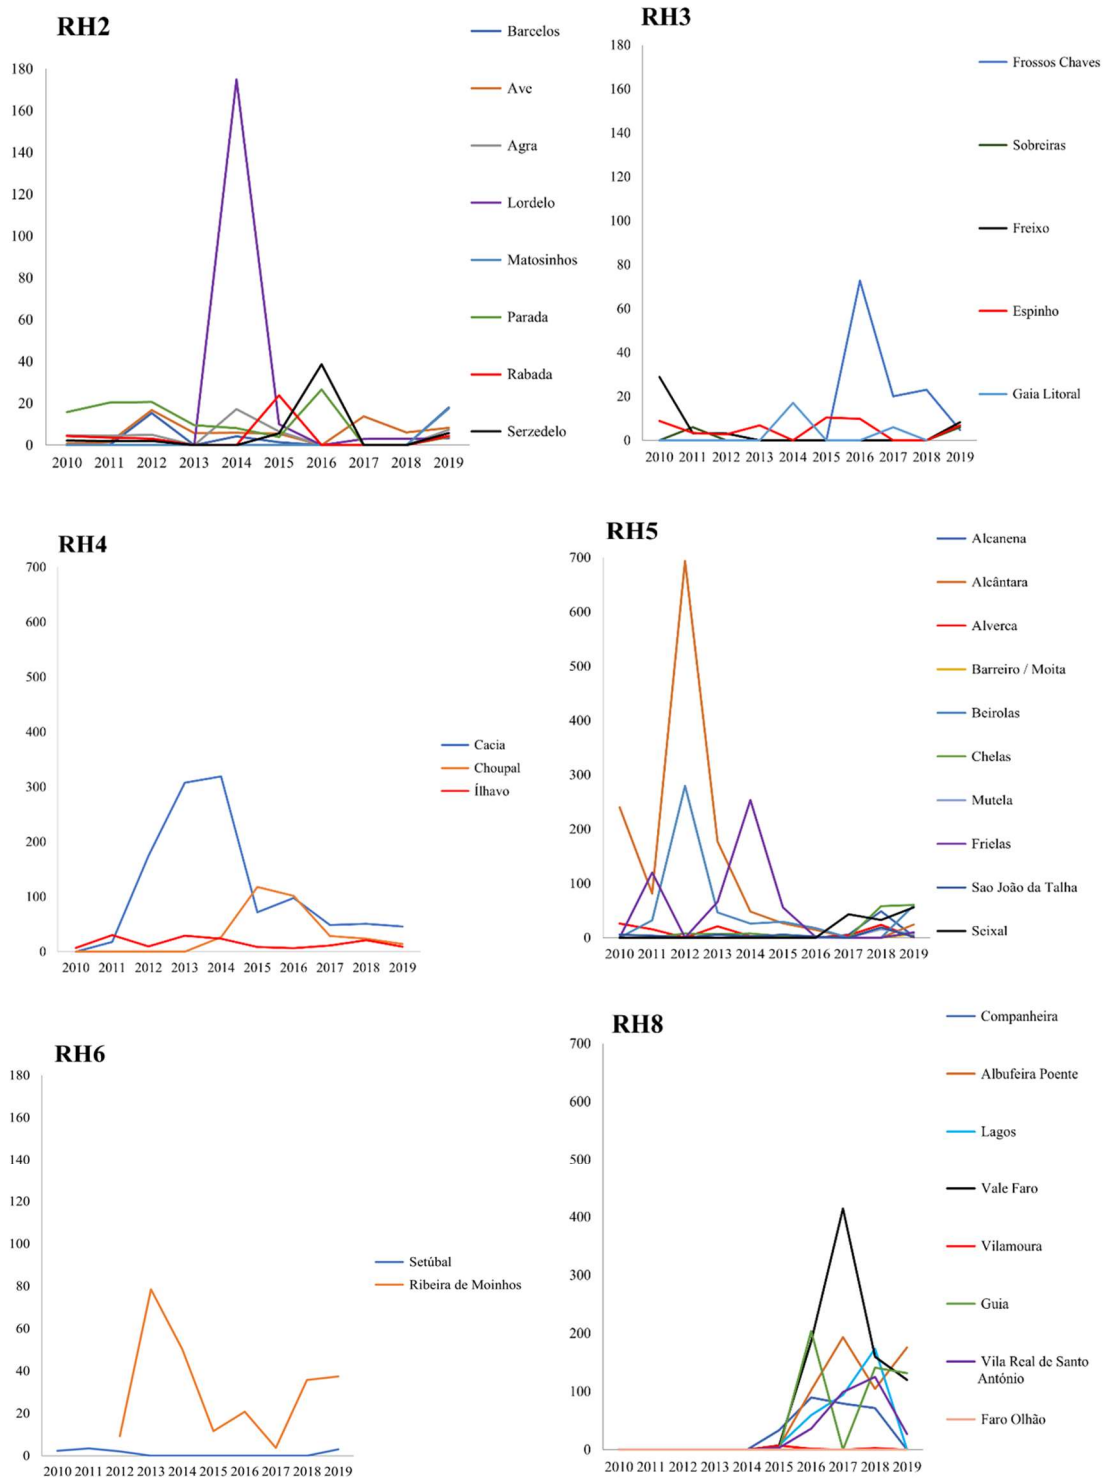 RH2
180
160
140
120
100
80
60
40
20
0
2010 2011 2012 2013 2014 2015 2016 2017 2018 2019
Barcelos
Ave
Agra
Lordelo
Matosinhos
Parada
Rabada
Serzedelo
RH3
180
160
140
120
100
80
60
40
20
0
2010 2011 2012 2013 2014 2015 2016 2017 2018 2019
Frossos Chaves
Sobreiras
Freixo
Espinho
Gaia Litoral
RH4
700
600
500
400
300
200
100
0
2010 2011 2012 2013 2014 2015 2016 2017 2018 2019
Cacia
Choupal
Ílhavo
RH5
700
600
500
400
300
200
100
0
2010 2011 2012 2013 2014 2015 2016 2017 2018 2019
Alcanena
Alcântara
Alverca
Barreiro / Moita
Beirolas
Chelas
Mutela
Frielas
Sao João da Talha
Seixal
RH6
180
160
140
120
100
80
60
40
20
0
2010 2011 2012 2013 2014 2015 2016 2017 2018 2019
Setúbal
Ribeira de Moinhos
RH8
700
600
500
400
300
200
100
0
2010 2011 2012 2013 2014 2015 2016 2017 2018 2019
Companheira
Albufeira Poente
Lagos
Vale Faro
Vilamoura
Guia
Vila Real de Santo
António
Faro Olhão